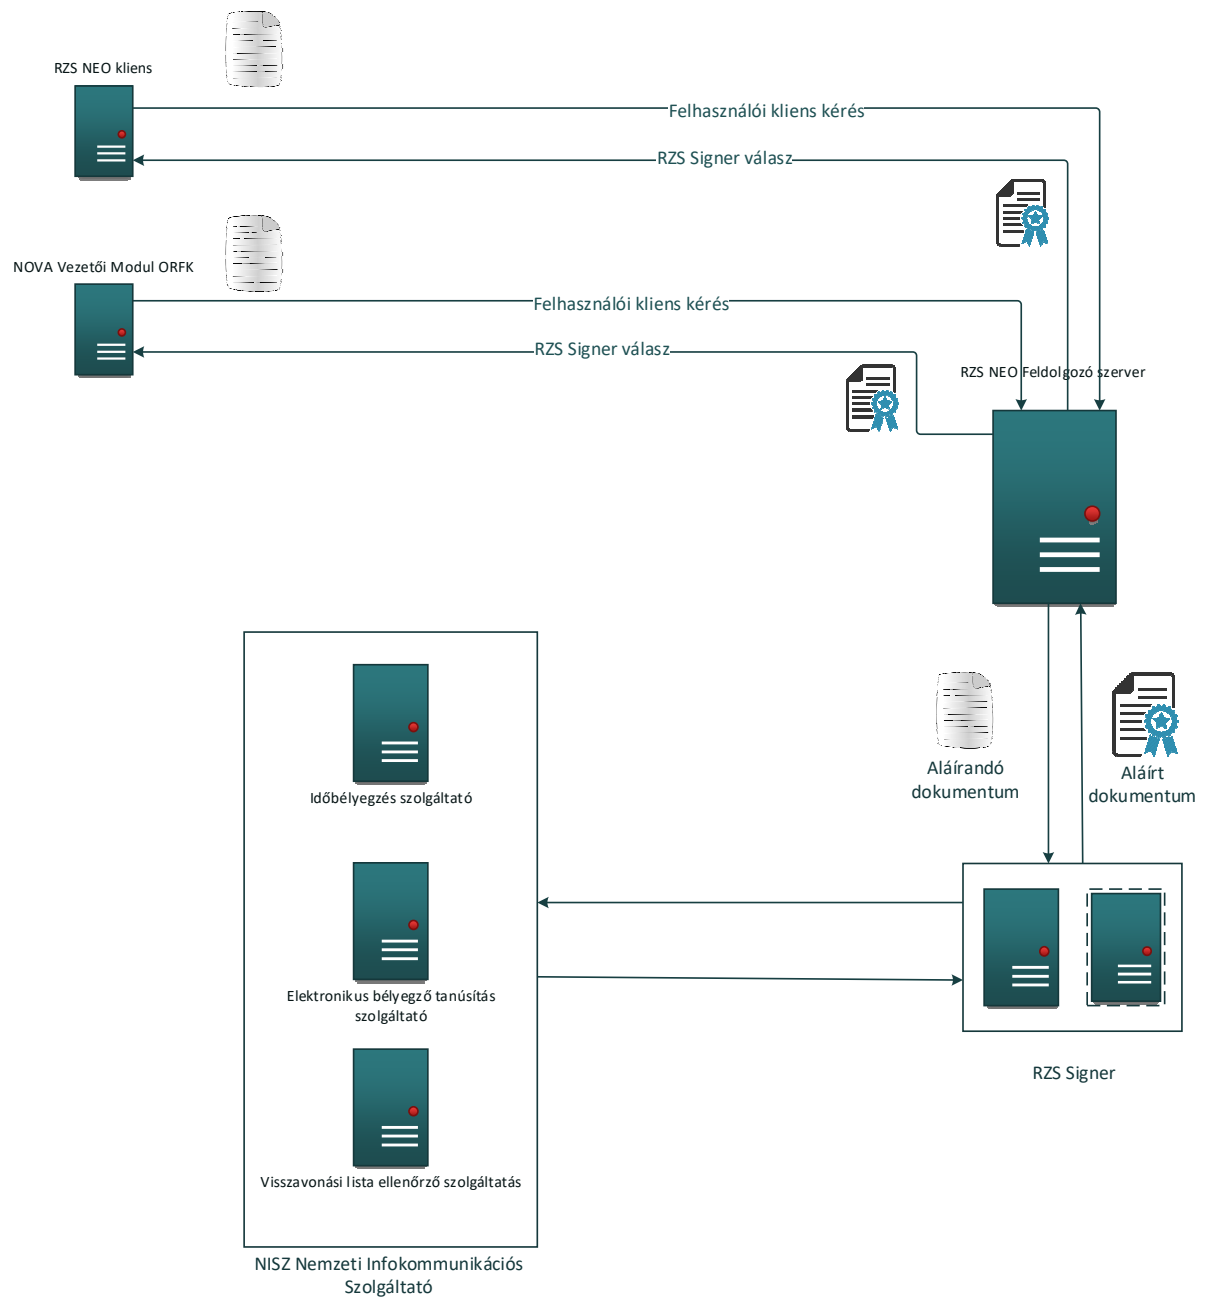 RZS NEO kliens
Felhasználói kliens kérés
RZS Signer válasz
NOVA Vezetői Modul ORFK
Felhasználói kliens kérés
RZS Signer válasz
RZS NEO Feldolgozó szerver
Aláírandó
dokumentum
Aláírt
dokumentum
Időbélyegzés szolgáltató
Elektronikus bélyegző tanúsítás
szolgáltató
Visszavonási lista ellenőrző szolgáltatás
RZS Signer
NISZ Nemzeti Infokommunikációs
Szolgáltató